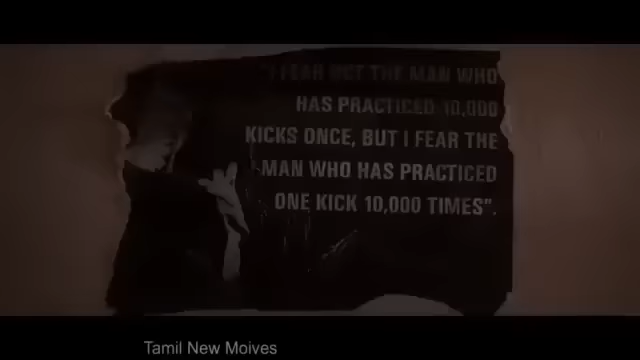 "I FEAR NOT THE MAN WHO
HAS PRACTICED 10,000
KICKS ONCE, BUT I FEAR THE
MAN WHO HAS PRACTICED
ONE KICK 10,000 TIMES".
Tamil New Moives